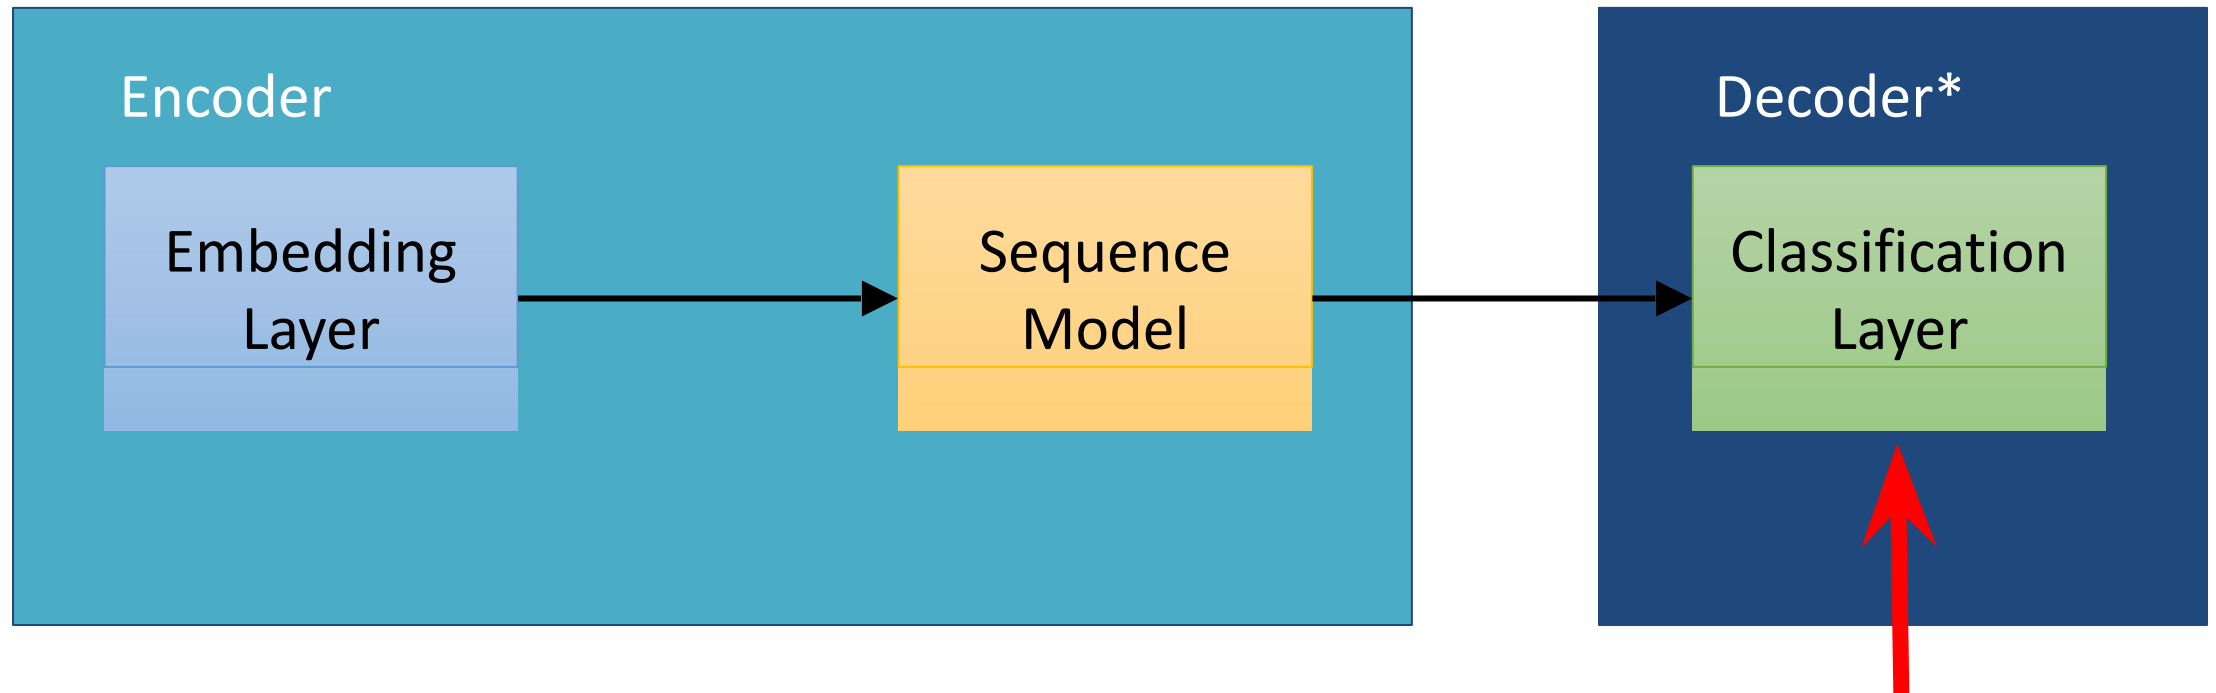 Encoder
Embedding
Layer
Sequence
Model
Decoder*
Classification
Layer